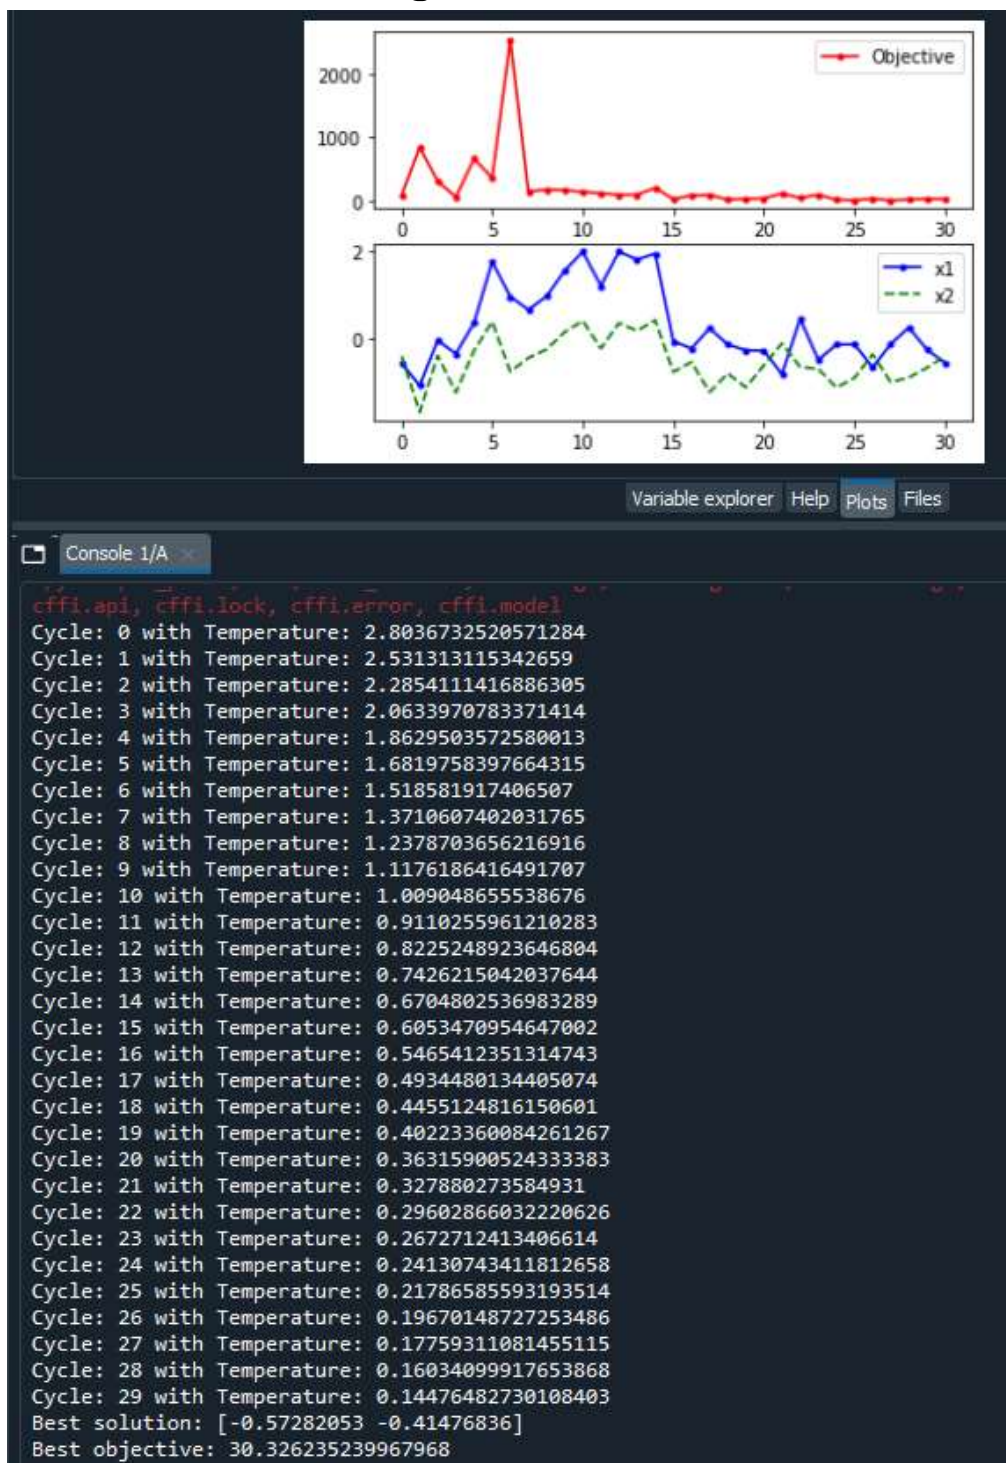 Objective
2000
1000
0
0 5 10 15 20 25 30
2
x1
x2
0
0 5 10 15 20 25 30
Variable explorer Help Plots Files
Console 1/A
cffi.api, cffi.lock, cffi.error, cffi.model
Cycle: 0 with Temperature: 2.8036732520571284
Cycle: 1 with Temperature: 2.531313115342659
Cycle: 2 with Temperature: 2.2854111416886305
Cycle: 3 with Temperature: 2.0633970783371414
Cycle: 4 with Temperature: 1.8629503572580013
Cycle: 5 with Temperature: 1.6819758397664315
Cycle: 6 with Temperature: 1.518581917406507
Cycle: 7 with Temperature: 1.3710607402031765
Cycle: 8 with Temperature: 1.2378703656216916
Cycle: 9 with Temperature: 1.1176186416491707
Cycle: 10 with Temperature: 1.009048655538676
Cycle: 11 with Temperature: 0.9110255961210283
Cycle: 12 with Temperature: 0.8225248923646804
Cycle: 13 with Temperature: 0.7426215042037644
Cycle: 14 with Temperature: 0.6704802536983289
Cycle: 15 with Temperature: 0.6053470954647002
Cycle: 16 with Temperature: 0.5465412351314743
Cycle: 17 with Temperature: 0.4934480134405074
Cycle: 18 with Temperature: 0.4455124816150601
Cycle: 19 with Temperature: 0.40223360084261267
Cycle: 20 with Temperature: 0.36315900524333383
Cycle: 21 with Temperature: 0.327880273584931
Cycle: 22 with Temperature: 0.29602866032220626
Cycle: 23 with Temperature: 0.2672712413406614
Cycle: 24 with Temperature: 0.24130743411812658
Cycle: 25 with Temperature: 0.21786585593193514
Cycle: 26 with Temperature: 0.19670148727253486
Cycle: 27 with Temperature: 0.17759311081455115
Cycle: 28 with Temperature: 0.16034099917653868
Cycle: 29 with Temperature: 0.14476482730108403
Best solution: [-0.57282053 -0.41476836]
Best objective: 30.326235239967968